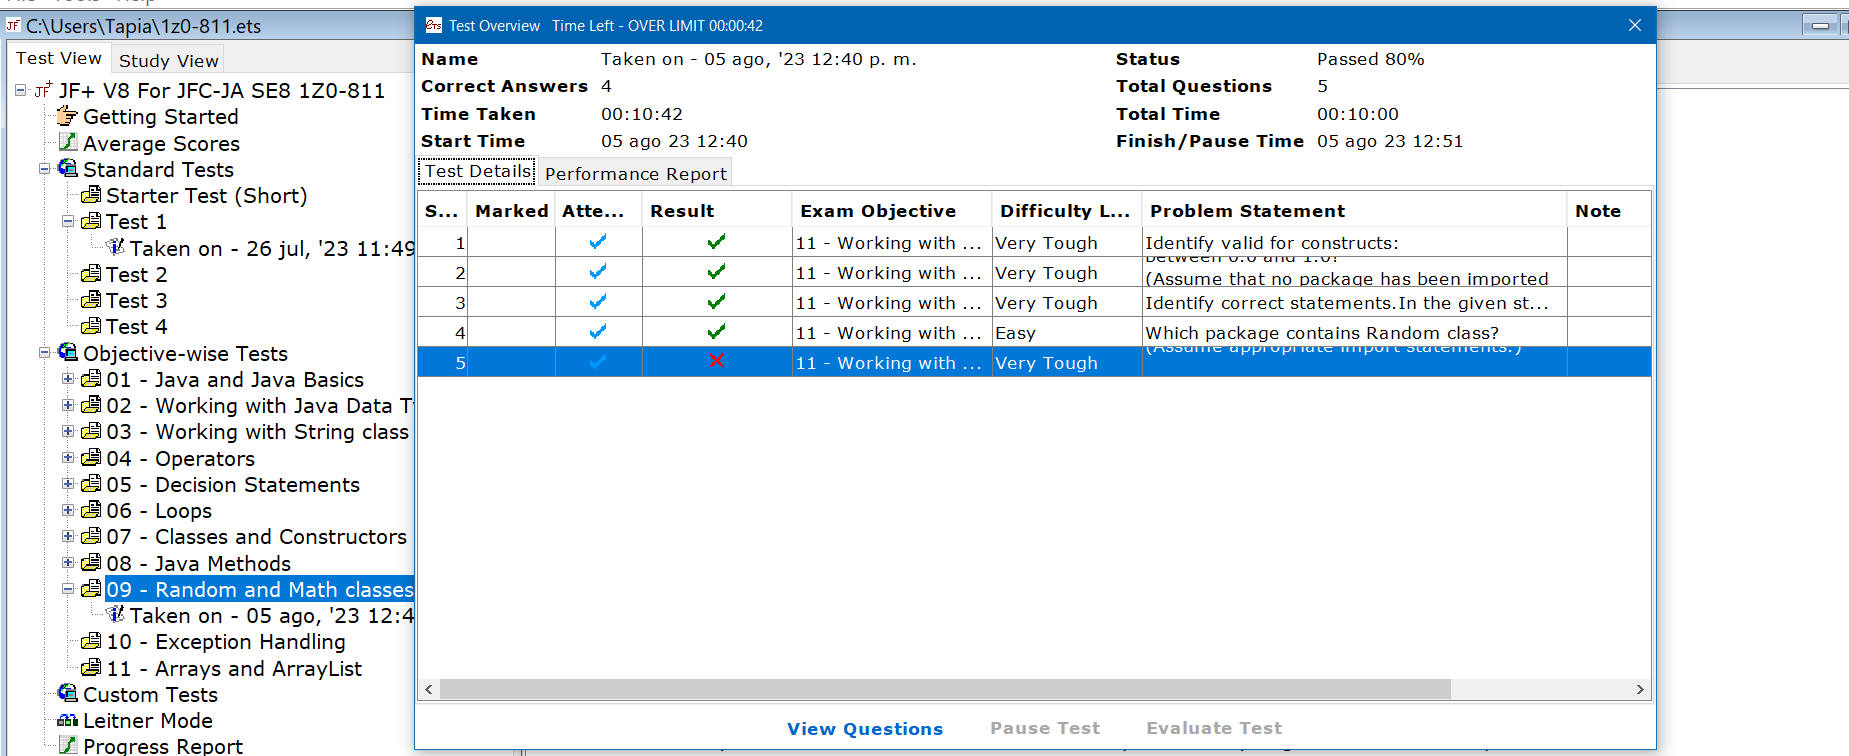 C:\Users\Tapia\1z0-811.ets
Test View
Study View
JF+ V8 For JFC-JA SE8 1Z0-811
Getting Started
Average Scores
Standard Tests
Starter Test (Short)
Test 1
Taken on - 26 jul, '23 11:49
Test 2
Test 3
Test 4
Objective-wise Tests
01 - Java and Java Basics
02 - Working with Java Data T
03 - Working with String class
04 - Operators
05 - Decision Statements
06 - Loops
07 - Classes and Constructors
08 - Java Methods
09 - Random and Math classes
Taken on - 05 ago, '23 12:4
10 - Exception Handling
11 - Arrays and ArrayList
Custom Tests
Leitner Mode
Progress Report
Test Overview Time Left - OVER LIMIT 00:00:42
Name Taken on - 05 ago, '23 12:40 p. m. Status Passed 80%
Correct Answers 4 Total Questions 5
Time Taken 00:10:42 Total Time 00:10:00
Start Time 05 ago 23 12:40 Finish/Pause Time 05 ago 23 12:51
Test Details Performance Report
S... Marked Atte... Result Exam Objective Difficulty L... Problem Statement Note
1 11 - Working with ... Very Tough Identify valid for constructs:
2 11 - Working with ... Very Tough between 0.0 and 1.0?
(Assume that no package has been imported
3 11 - Working with ... Very Tough Identify correct statements.In the given st...
4 11 - Working with ... Easy Which package contains Random class?
5 11 - Working with ... Very Tough (Assume appropriate import statements.)
View Questions Pause Test Evaluate Test